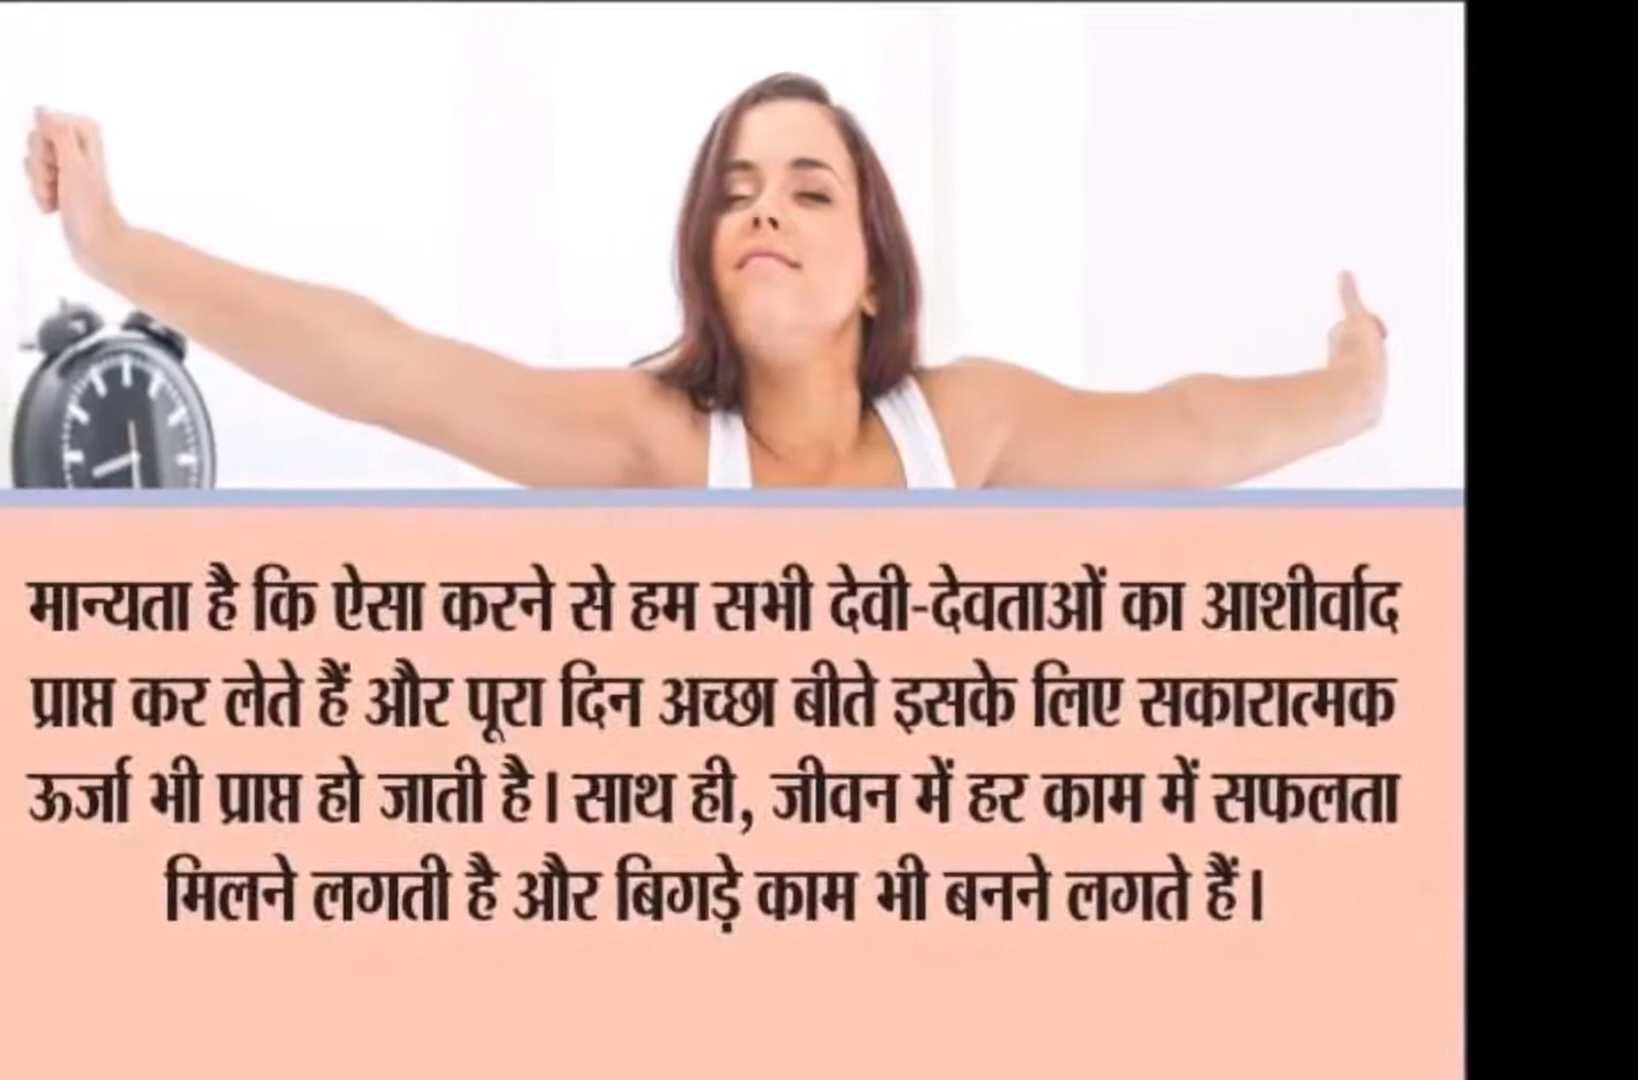 मान्यता है कि ऐसा करने से हम सभी देवी-देवताओं का आशीर्वाद
प्राप्त कर लेते हैं और पूरा दिन अच्छा बीते इसके लिए सकारात्मक
ऊर्जा भी प्राप्त हो जाती है। साथ ही, जीवन में हर काम में सफलता
मिलने लगती है और बिगड़े काम भी बनने लगते हैं।